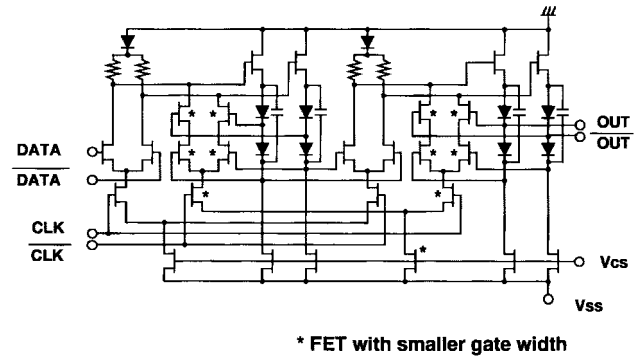 OUT
OUT
DATA
DATA
CLK
CLK
Vcs
Vss
* * * * * * * * * * *
* FET with smaller gate width